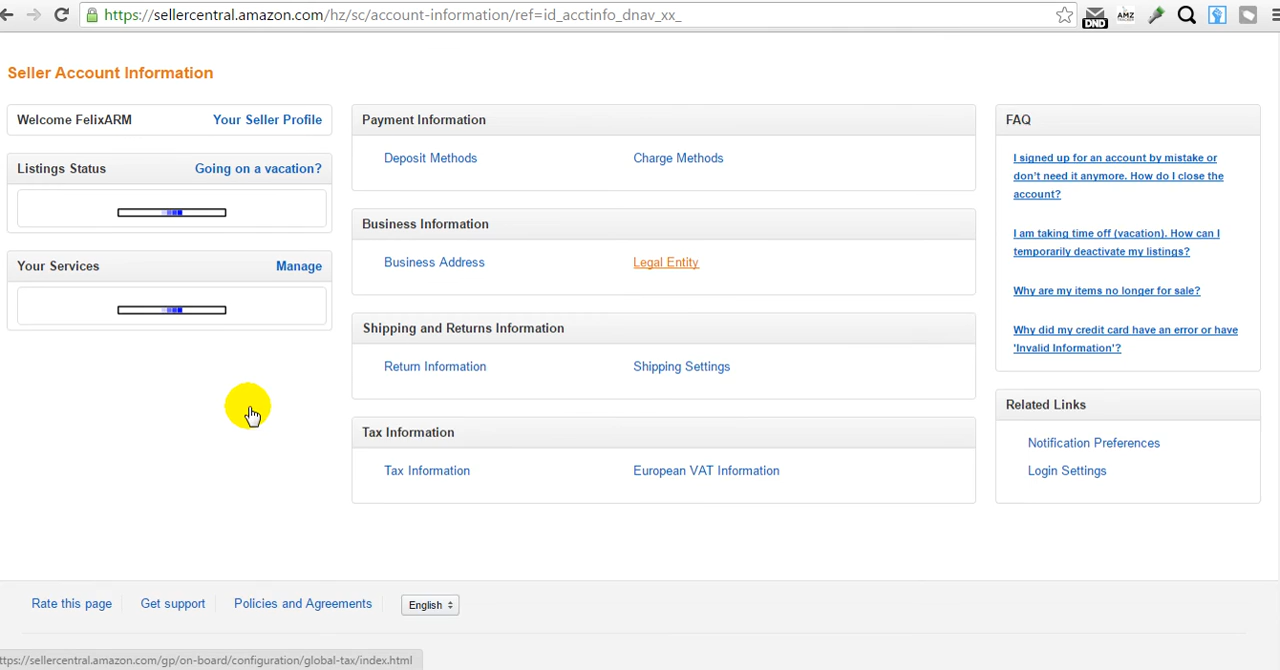 https://sellercentral.amazon.com/hz/sc/account-information/ref=id_acctinfo_dnav_xx_
DND
AMZ
Seller Account Information
Welcome FelixARM
Your Seller Profile
Listings Status
Going on a vacation?
Your Services
Manage
Payment Information
Deposit Methods
Charge Methods
Business Information
Business Address
Legal Entity
Shipping and Returns Information
Return Information
Shipping Settings
Tax Information
Tax Information
European VAT Information
FAQ
I signed up for an account by mistake or
don't need it anymore. How do I close the
account?
I am taking time off (vacation). How can I
temporarily deactivate my listings?
Why are my items no longer for sale?
Why did my credit card have an error or have
'Invalid Information'?
Related Links
Notification Preferences
Login Settings
Rate this page
Get support
Policies and Agreements
English
ttps://sellercentral.amazon.com/gp/on-board/configuration/global-tax/index.html